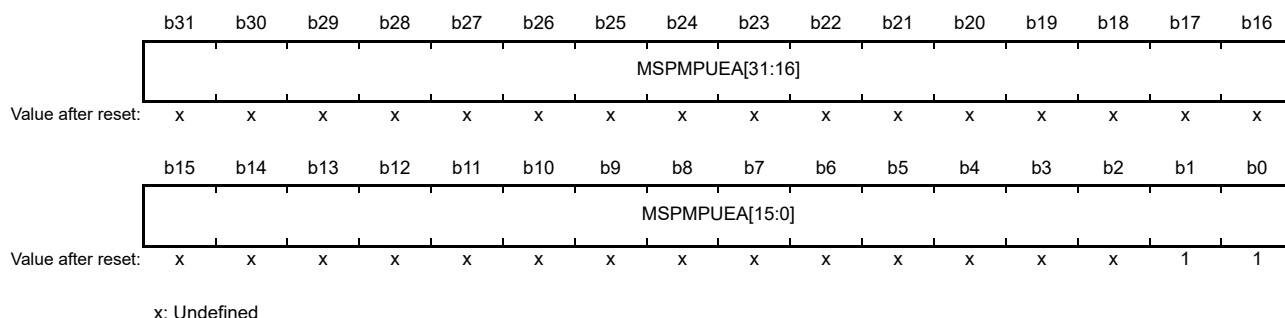 b31 b30 b29 b28 b27 b26 b25 b24 b23 b22 b21 b20 b19 b18 b17 b16
MSPMPUEA[31:16]
Value after reset: x x x x x x x x x x x x x x x x
b15 b14 b13 b12 b11 b10 b9 b8 b7 b6 b5 b4 b3 b2 b1 b0
MSPMPUEA[15:0]
Value after reset: x x x x x x x x x x x x x x 1 1
x: Undefined